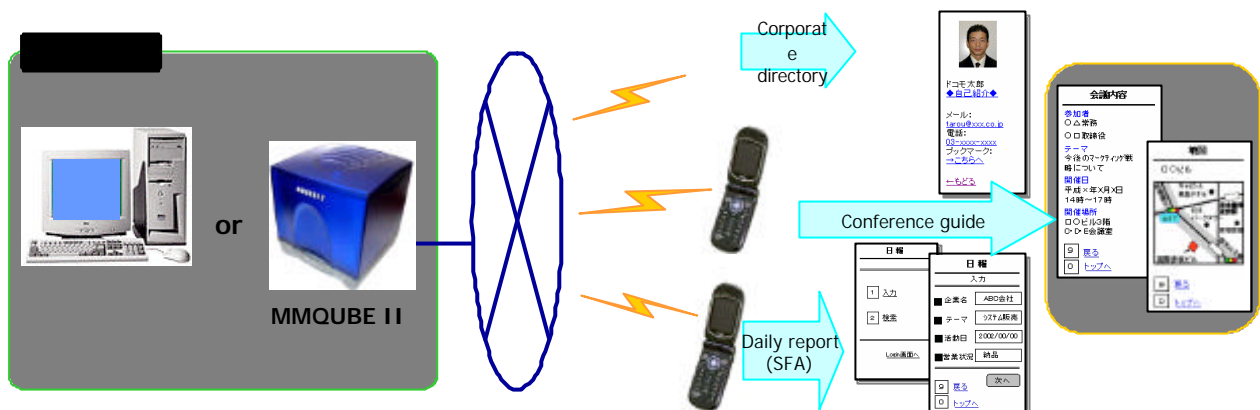 or
MMQUBE II
Corporat
e
directory
Conference guide
Daily report
(SFA)
ドコモ太郎
◆自己紹介◆
メール:
tarou@xxx.co.jp
電話:
03-xxxx-xxxx
ブックマーク:
→こちらへ
←もどる
日報
1 入力
2 検索
Login画面へ
日報
入力
■企業名 ABC会社
■テーマ システム販売
■活動日 2002/00/00
■営業状況 納品
次へ
9 戻る
0 トップへ
会議内容
参加者
○△常務
○□取締役
テーマ
今後のマーケティング戦
略について
開催日
平成×年X月X日
14時~17時
開催場所
□○ビル3階
C・D・E会議室
9 戻る
0 トップへ
地図
○○ビル
9 戻る
0 トップへ